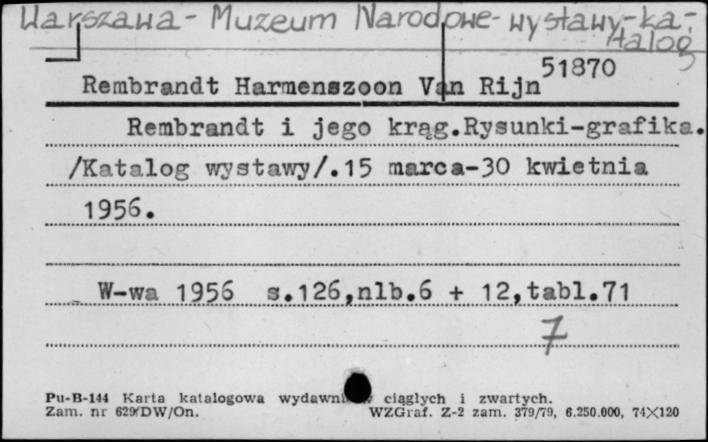 Warszawa - Muzeum Narodowe - wystawy - ka-
talog
51870
Rembrandt Harmenszoon Van Rijn
Rembrandt i jego krąg.Rysunki-grafika.
/Katalog wystawy/.15 marca-30 kwietnia
1956.
W-wa 1956 s.126,nlb.6 + 12,tabl.71
7
Pu-B-144 Karta katalogowa ciągłych i zwartych.
Zam. nr 629/DW/On. WZGraf. Z-2 zam. 379/79, 6.250.000, 74×120